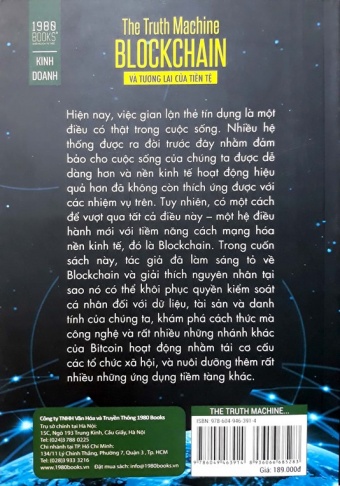 1980
BOOKS
KINH
DOANH
The Truth Machine
BLOCKCHAIN
VÀ TƯƠNG LAI CỦA TIỀN TỆ
Hiện nay, việc gian lận thẻ tín dụng là một
điều có thật trong cuộc sống. Nhiều hệ
thống được ra đời trước đây nhằm đảm
bảo cho cuộc sống của chúng ta được dễ
dàng hơn và nền kinh tế hoạt động hiệu
quả hơn đã không còn thích ứng được với
các nhiệm vụ trên. Tuy nhiên, có một cách
để vượt qua tất cả điều này – một hệ điều
hành mới với tiềm năng cách mạng hóa
nền kinh tế, đó là Blockchain. Trong cuốn
sách này, tác giả đã làm sáng tỏ về
Blockchain và giải thích nguyên nhân tại
sao nó có thể khôi phục quyền kiểm soát
cá nhân đối với dữ liệu, tài sản và danh
tính của chúng ta, khám phá cách thức mà
công nghệ và rất nhiều những nhánh khác
của Bitcoin hoạt động nhằm tái cơ cấu
các tổ chức xã hội, và nuôi dưỡng thêm rất
nhiều những ứng dụng tiềm tàng khác.
Công ty TNHH Văn Hóa và Truyền Thông 1980 Books
Trụ sở chính tại Hà Nội:
15C, Ngõ 193 Trung Kính, Cầu Giấy, Hà Nội
Tel: (024)3 788 0225
Chi nhánh tại TP. Hồ Chí Minh:
134/11 Lý Chính Thắng, Phường 7, Quận 3 , Tp. HCM
Tel: (028)3 933 3216
www.1980books.vn
Đặt mua sách: info@1980books.vn
THE TRUTH MACHINE...
Giá: 189.000đ